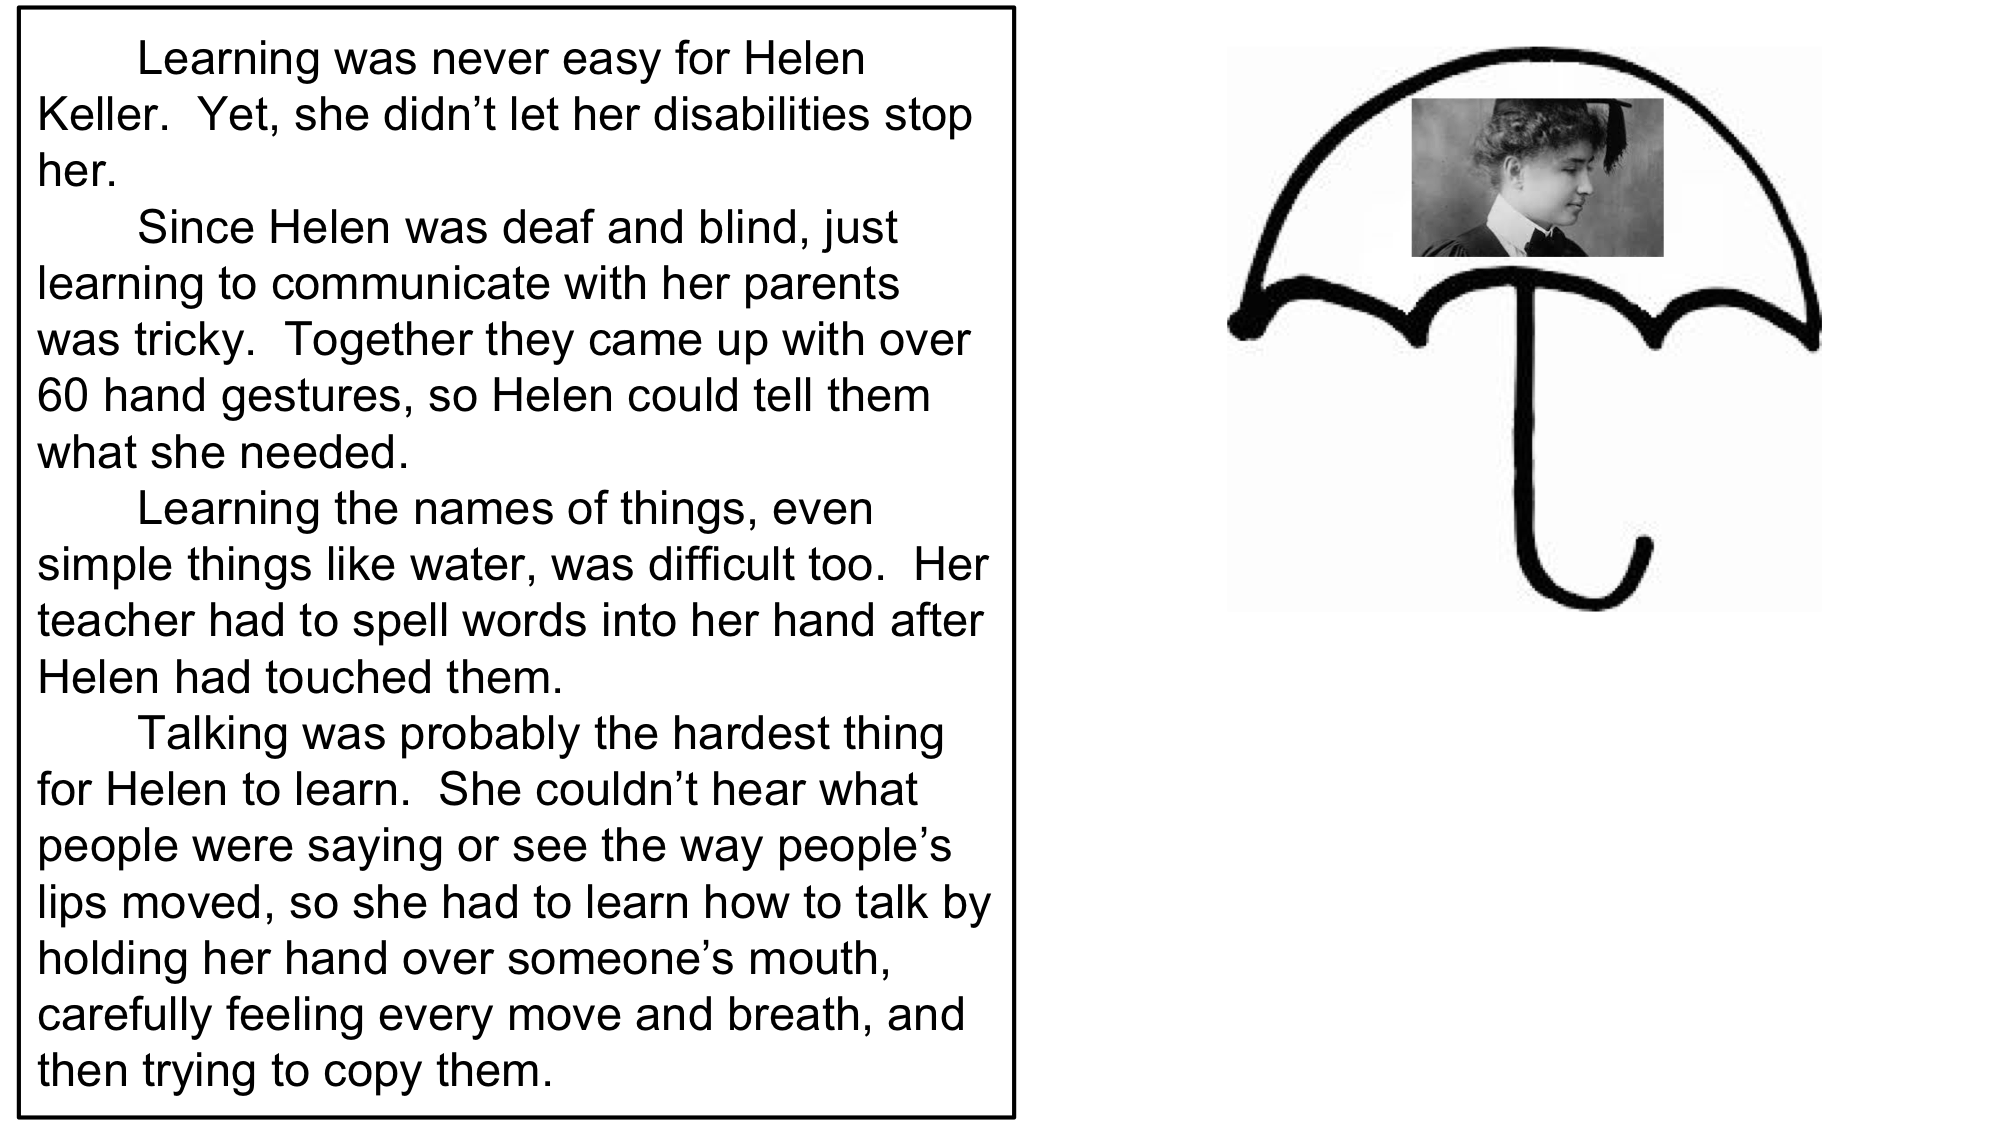 Learning was never easy for Helen
Keller.  Yet, she didn’t let her disabilities stop
her.
Since Helen was deaf and blind, just
learning to communicate with her parents
was tricky.  Together they came up with over
60 hand gestures, so Helen could tell them
what she needed.
Learning the names of things, even
simple things like water, was difficult too.  Her
teacher had to spell words into her hand after
Helen had touched them.
Talking was probably the hardest thing
for Helen to learn.  She couldn’t hear what
people were saying or see the way people’s
lips moved, so she had to learn how to talk by
holding her hand over someone’s mouth,
carefully feeling every move and breath, and
then trying to copy them.